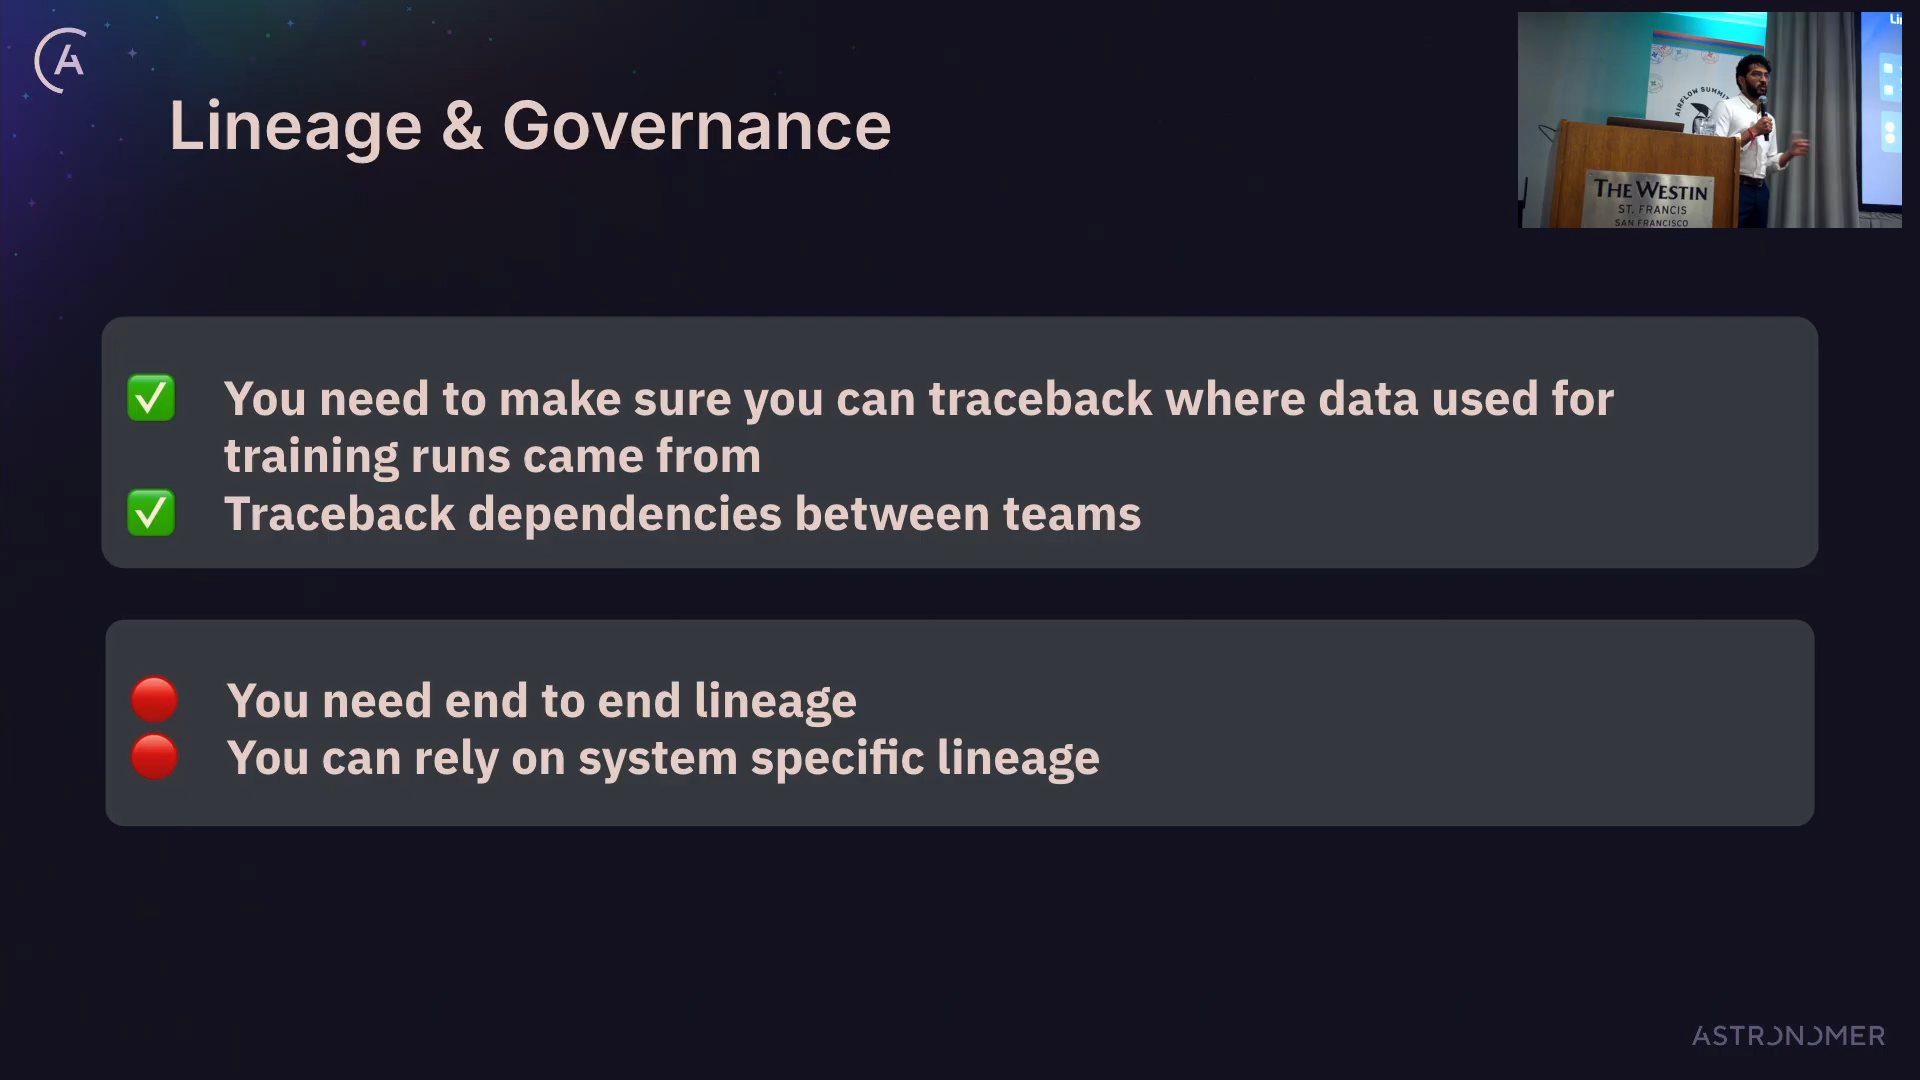 Lineage & Governance
AIRFLOW SUMMIT
THE WESTIN
ST. FRANCIS
SAN FRANCISCO
You need to make sure you can traceback where data used for
training runs came from
Traceback dependencies between teams
You need end to end lineage
You can rely on system specific lineage
ASTRONOMER